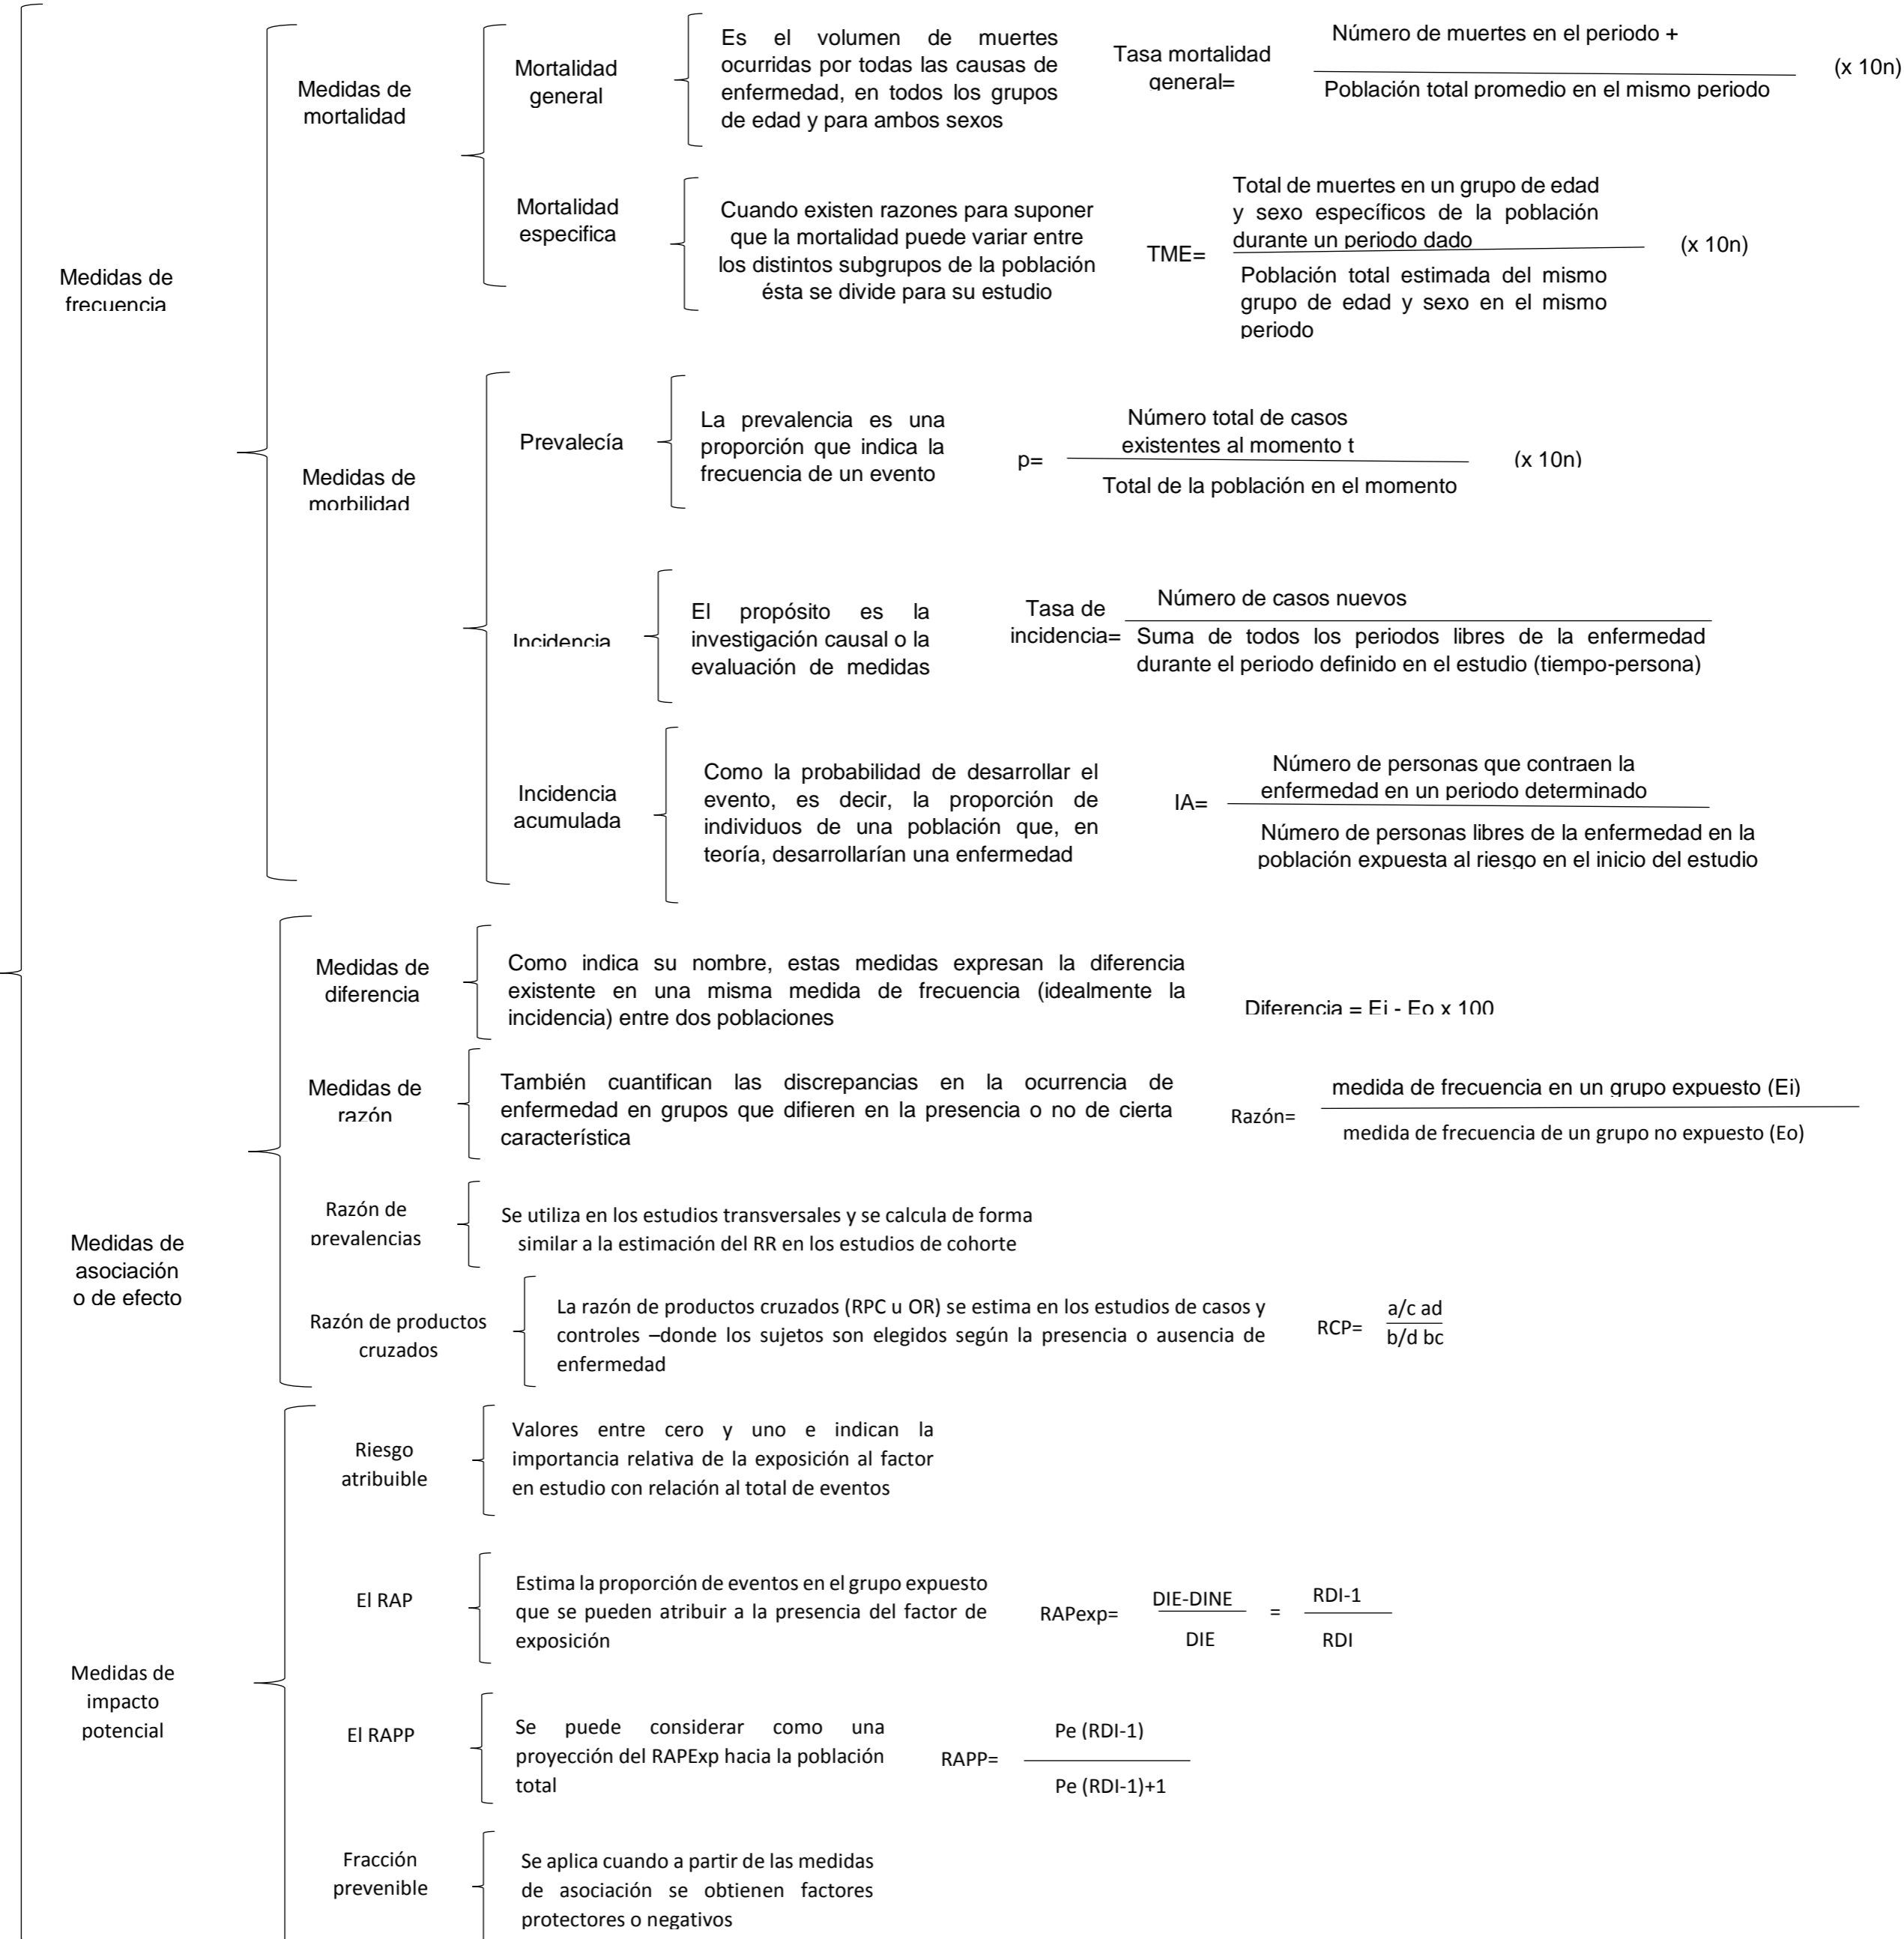 Medidas de
frecuencia
Medidas de
mortalidad
Mortalidad
general
Es el volumen de muertes
ocurridas por todas las causas de
enfermedad, en todos los grupos
de edad y para ambos sexos
Tasa mortalidad
general=
Número de muertes en el periodo +
Población total promedio en el mismo periodo
(x 10n)
Mortalidad
especifica
Cuando existen razones para suponer
que la mortalidad puede variar entre
los distintos subgrupos de la población
ésta se divide para su estudio
TME=
Total de muertes en un grupo de edad
y sexo específicos de la población
durante un periodo dado
Población total estimada del mismo
grupo de edad y sexo en el mismo
periodo
(x 10n)
Medidas de
morbilidad
Prevalecía
La prevalencia es una
proporción que indica la
frecuencia de un evento
p=
Número total de casos
existentes al momento t
Total de la población en el momento
(x 10n)
Incidencia
El propósito es la
investigación causal o la
evaluación de medidas
Tasa de
incidencia=
Número de casos nuevos
Suma de todos los periodos libres de la enfermedad
durante el periodo definido en el estudio (tiempo-persona)
Incidencia
acumulada
Como la probabilidad de desarrollar el
evento, es decir, la proporción de
individuos de una población que, en
teoría, desarrollarían una enfermedad
IA=
Número de personas que contraen la
enfermedad en un periodo determinado
Número de personas libres de la enfermedad en la
población expuesta al riesgo en el inicio del estudio
Medidas de
asociación
o de efecto
Medidas de
diferencia
Como indica su nombre, estas medidas expresan la diferencia
existente en una misma medida de frecuencia (idealmente la
incidencia) entre dos poblaciones
Diferencia = Ei - Eo x 100
Medidas de
razón
También cuantifican las discrepancias en la ocurrencia de
enfermedad en grupos que difieren en la presencia o no de cierta
característica
Razón=
medida de frecuencia en un grupo expuesto (Ei)
medida de frecuencia de un grupo no expuesto (Eo)
Razón de
prevalencias
Se utiliza en los estudios transversales y se calcula de forma
similar a la estimación del RR en los estudios de cohorte
Razón de productos
cruzados
La razón de productos cruzados (RPC u OR) se estima en los estudios de casos y
controles –donde los sujetos son elegidos según la presencia o ausencia de
enfermedad
RCP=
a/c ad
b/d bc
Medidas de
impacto
potencial
Riesgo
atribuible
Valores entre cero y uno e indican la
importancia relativa de la exposición al factor
en estudio con relación al total de eventos
El RAP
Estima la proporción de eventos en el grupo expuesto
que se pueden atribuir a la presencia del factor de
exposición
RAPexp=
DIE-DINE
DIE
=
RDI-1
RDI
El RAPP
Se puede considerar como una
proyección del RAPExp hacia la población
total
RAPP=
Pe (RDI-1)
Pe (RDI-1)+1
Fracción
prevenible
Se aplica cuando a partir de las medidas
de asociación se obtienen factores
protectores o negativos